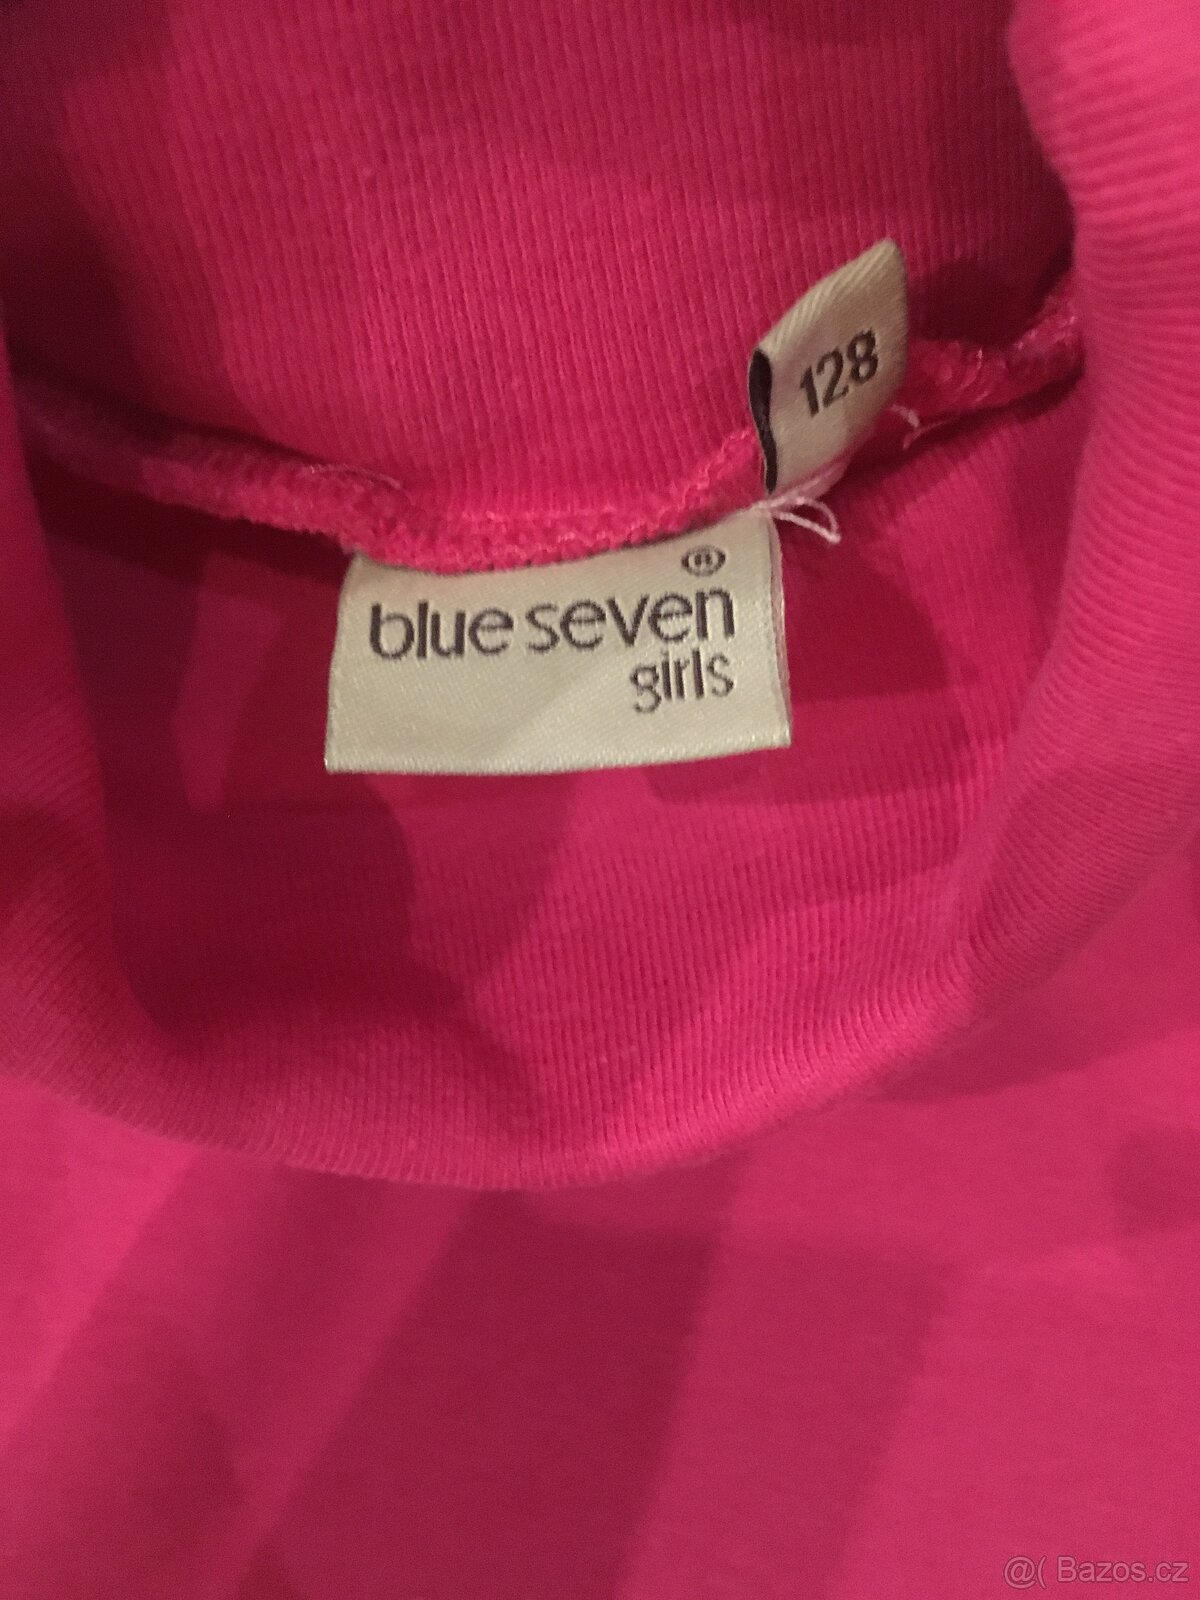 128
®
blue seven
girls
@( Bazos.cz